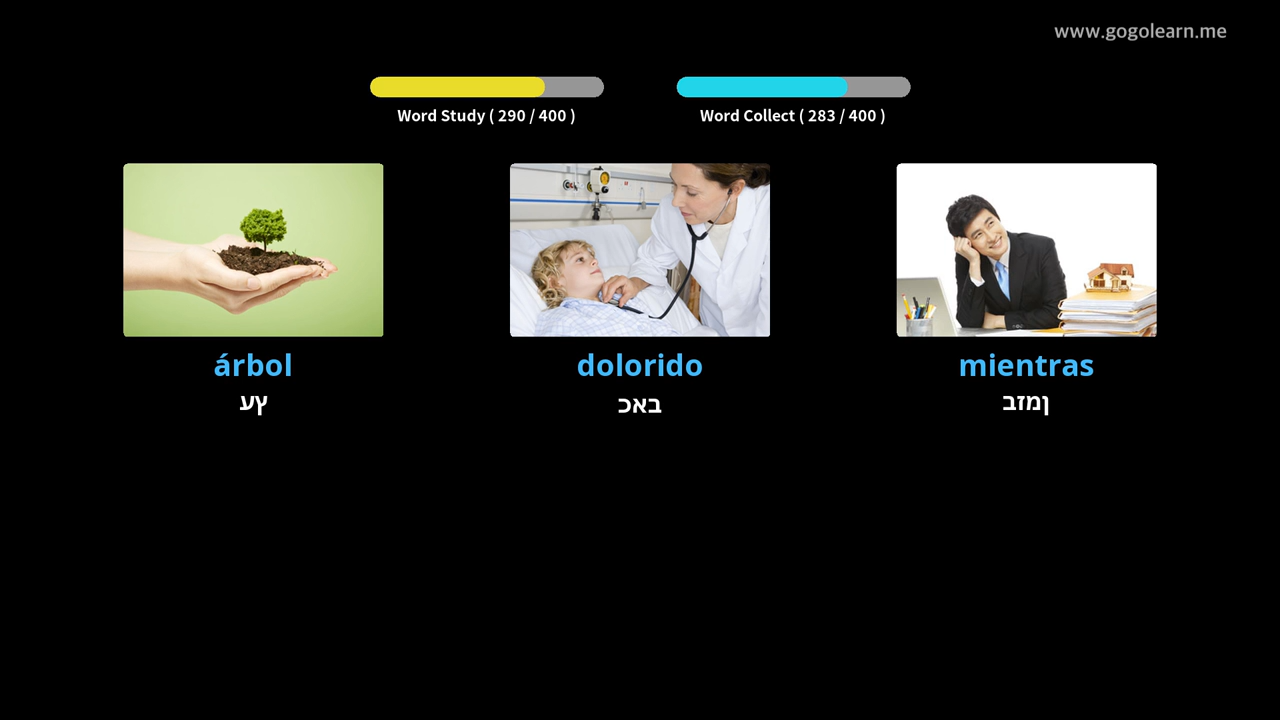 www.gogolearn.me
Word Study ( 290 / 400 )
Word Collect ( 283 / 400 )
árbol
עץ
dolorido
כאב
mientras
בזמן